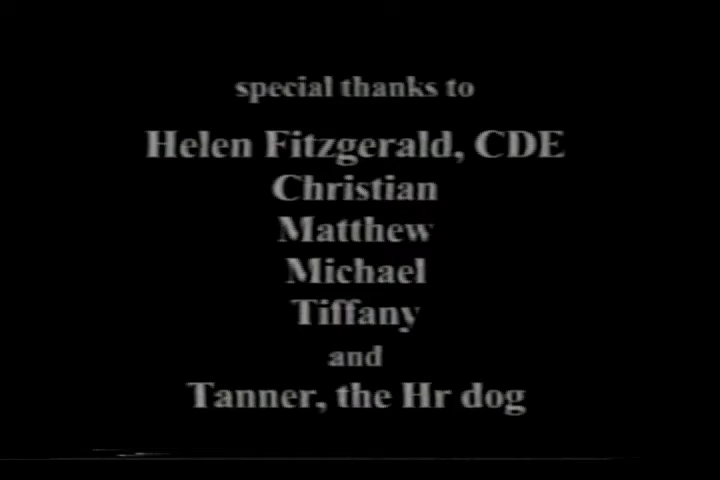 special thanks to
Helen Fitzgerald, CDE
Christian
Matthew
Michael
Tiffany
and
Tanner, the Hr dog